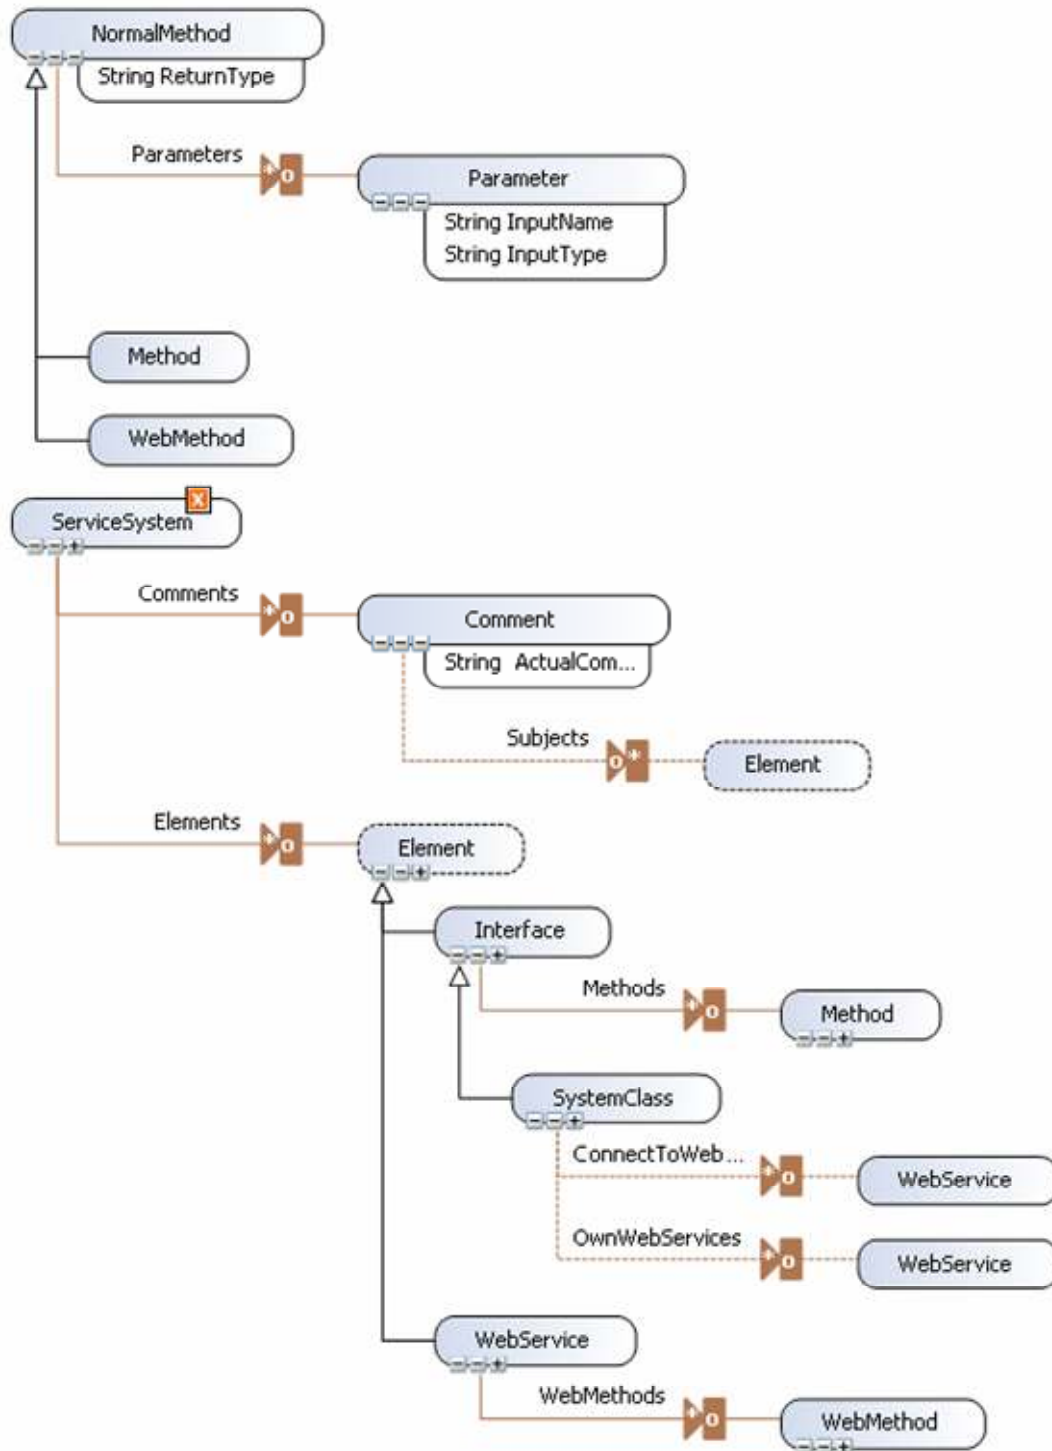 NormalMethod
String ReturnType
Parameters
Parameter
String InputName
String InputType
Method
WebMethod
X
ServiceSystem
Comments
Comment
String ActualCom...
Subjects
Element
Elements
Element
Interface
Methods
Method
SystemClass
ConnectToWeb...
WebService
OwnWebServices
WebService
WebService
WebMethods
WebMethod